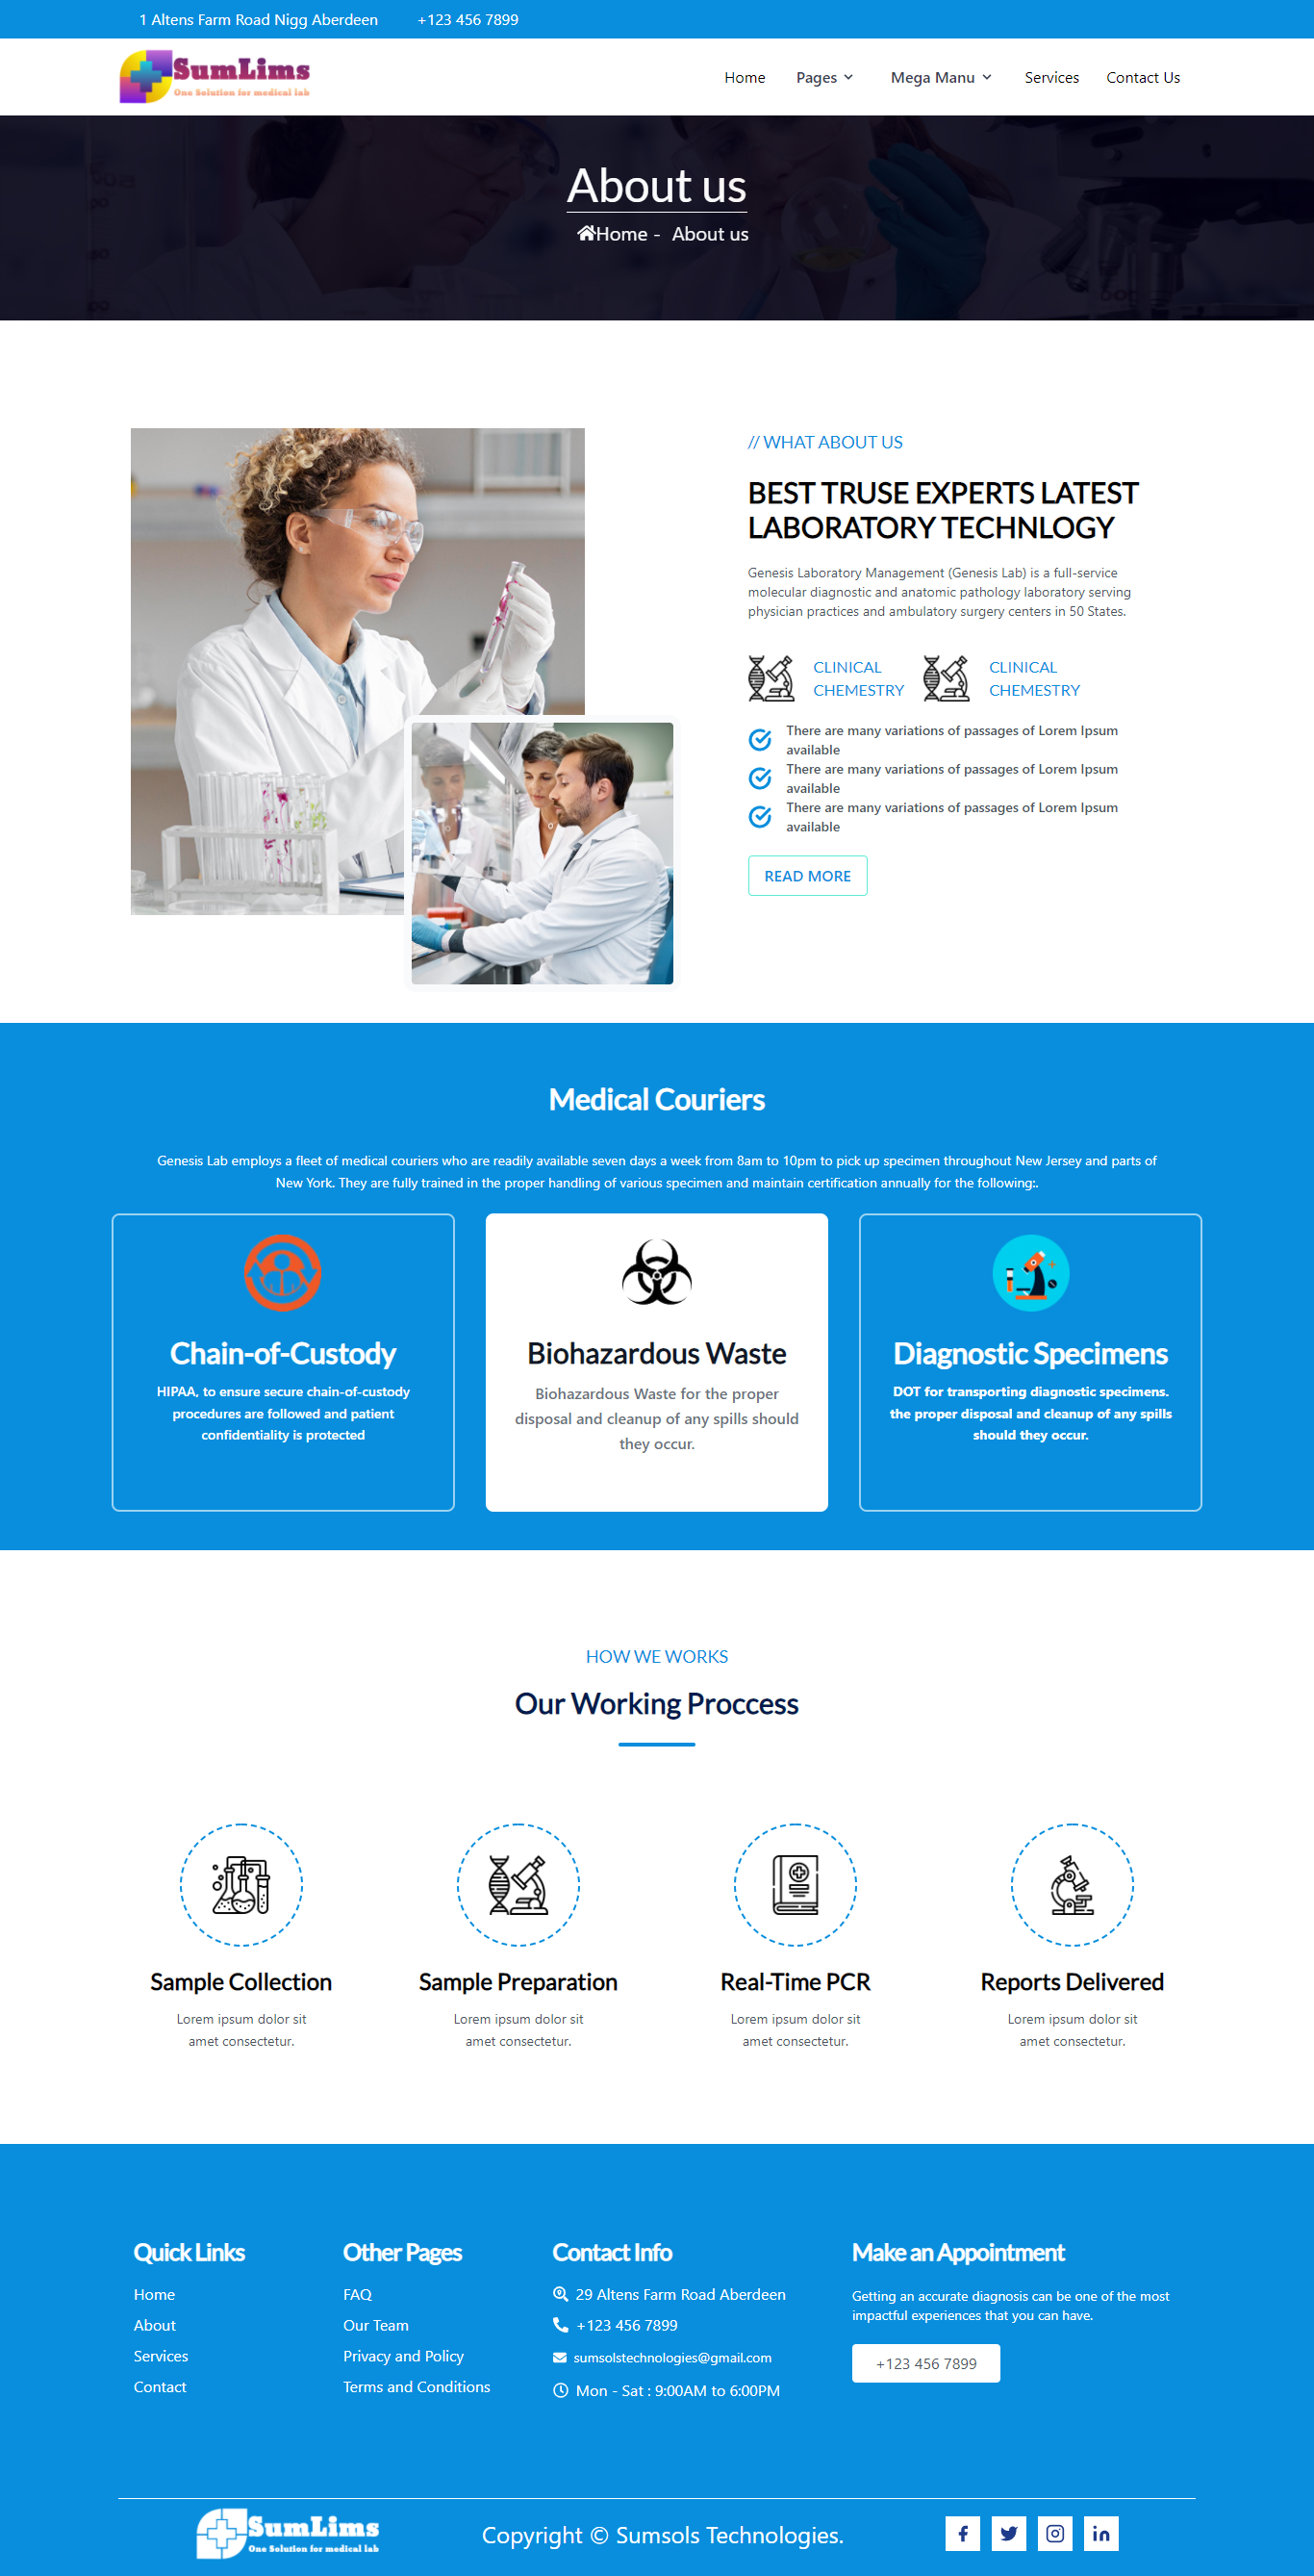 1 Altens Farm Road Nigg Aberdeen +123 456 7899
SumLims
One Solution for medical lab
Home Pages Mega Manu Services Contact Us
About us
Home - About us
// WHAT ABOUT US
BEST TRUSE EXPERTS LATEST
LABORATORY TECHNLOGY
Genesis Laboratory Management (Genesis Lab) is a full-service
molecular diagnostic and anatomic pathology laboratory serving
physician practices and ambulatory surgery centers in 50 States.
CLINICAL
CHEMESTRY
CLINICAL
CHEMESTRY
There are many variations of passages of Lorem Ipsum
available
There are many variations of passages of Lorem Ipsum
available
There are many variations of passages of Lorem Ipsum
available
READ MORE
Medical Couriers
Genesis Lab employs a fleet of medical couriers who are readily available seven days a week from 8am to 10pm to pick up specimen throughout New Jersey and parts of
New York. They are fully trained in the proper handling of various specimen and maintain certification annually for the following:.
Chain-of-Custody
HIPAA, to ensure secure chain-of-custody
procedures are followed and patient
confidentiality is protected
Biohazardous Waste
Biohazardous Waste for the proper
disposal and cleanup of any spills should
they occur.
Diagnostic Specimens
DOT for transporting diagnostic specimens.
the proper disposal and cleanup of any spills
should they occur.
HOW WE WORKS
Our Working Proccess
Sample Collection
Lorem ipsum dolor sit
amet consectetur.
Sample Preparation
Lorem ipsum dolor sit
amet consectetur.
Real-Time PCR
Lorem ipsum dolor sit
amet consectetur.
Reports Delivered
Lorem ipsum dolor sit
amet consectetur.
Quick Links
Home
About
Services
Contact
Other Pages
FAQ
Our Team
Privacy and Policy
Terms and Conditions
Contact Info
29 Altens Farm Road Aberdeen
+123 456 7899
sumsolstechnologies@gmail.com
Mon - Sat : 9:00AM to 6:00PM
Make an Appointment
Getting an accurate diagnosis can be one of the most
impactful experiences that you can have.
+123 456 7899
SumLims
One Solution for medical lab
Copyright © Sumsols Technologies.